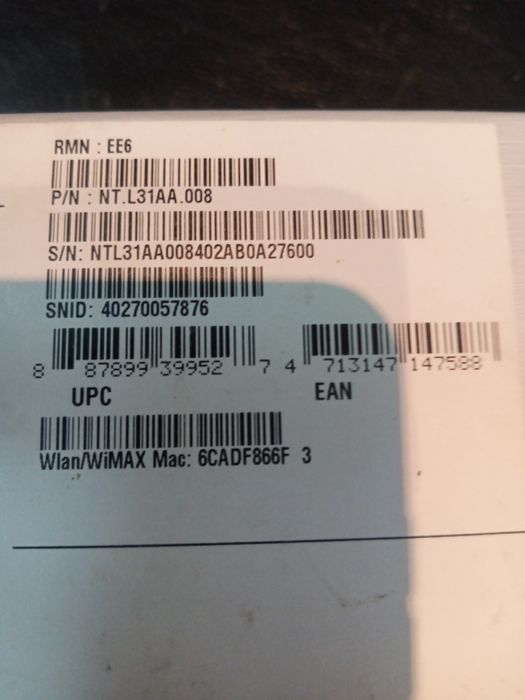 RMN : EE6
P/N : NT.L31AA.008
S/N: NTL31AA008402AB0A27600
SNID: 40270057876
8 87899 39952 7 4 713147 147588
UPC EAN
Wlan/WiMAX Mac: 6CADF866F 3